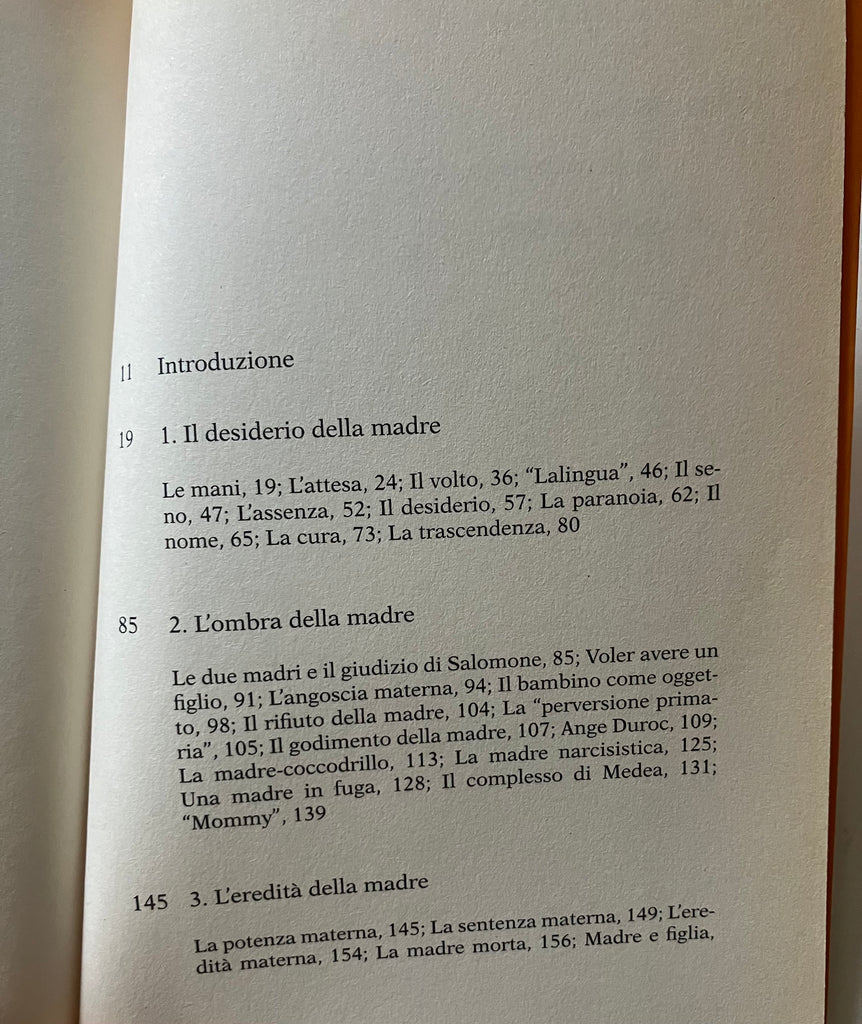 11 Introduzione
19 1. Il desiderio della madre
Le mani, 19; L'attesa, 24; Il volto, 36; “Lalingua”, 46; Il se-
no, 47; L'assenza, 52; Il desiderio, 57; La paranoia, 62; Il
nome, 65; La cura, 73; La trascendenza, 80
85 2. L'ombra della madre
Le due madri e il giudizio di Salomone, 85; Voler avere un
figlio, 91; L'angoscia materna, 94; Il bambino come ogget-
to, 98; Il rifiuto della madre, 104; La “perversione prima-
ria”, 105; Il godimento della madre, 107; Ange Duroc, 109;
La madre-coccodrillo, 113; La madre narcisistica, 125;
Una madre in fuga, 128; Il complesso di Medea, 131;
“Mommy”, 139
145 3. L'eredità della madre
La potenza materna, 145; La sentenza materna, 149; L'ere-
dità materna, 154; La madre morta, 156; Madre e figlia,